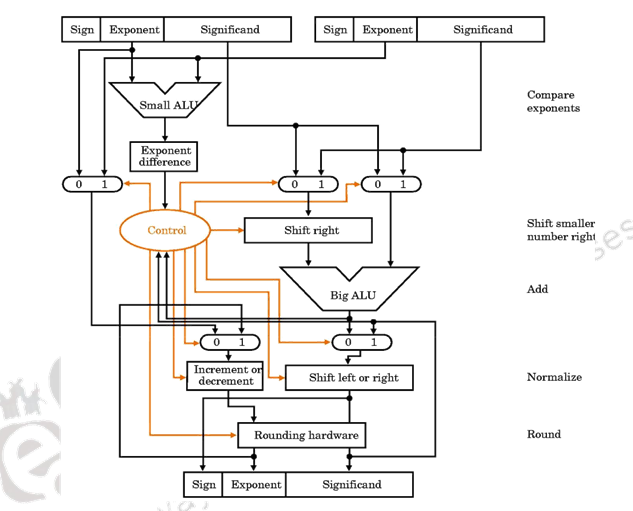 Sign Exponent Significand Sign Exponent Significand
Small ALU
Compare
exponents
Exponent
difference
0 1 0 1 0 1
Control
Shift right
Shift smaller
number right
Big ALU
Add
0 1 0 1
Increment or
decrement
Shift left or right
Normalize
Rounding hardware
Round
Sign Exponent Significand